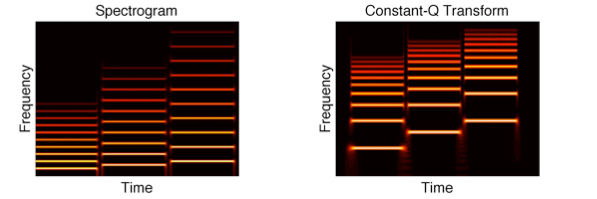 Spectrogram
Frequency
Time
Constant-Q Transform
Frequency
Time